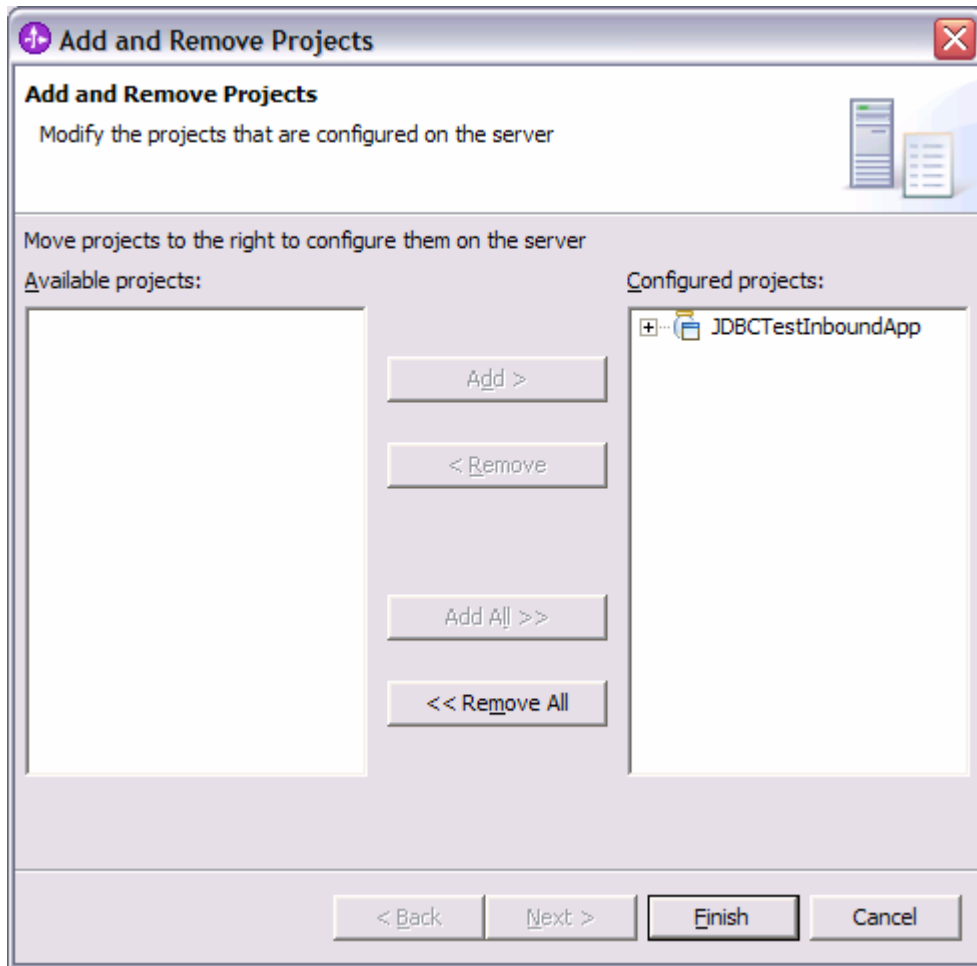 Add and Remove Projects
Add and Remove Projects
Modify the projects that are configured on the server
Move projects to the right to configure them on the server
Available projects:
Configured projects:
JDBCTestInboundApp
Add >
< Remove
Add All >>
<< Remove All
< Back
Next >
Finish
Cancel